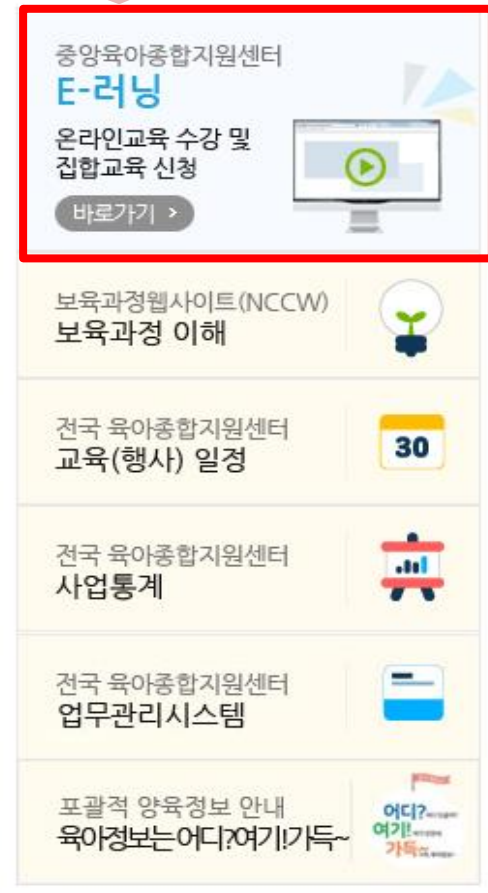 중앙육아종합지원센터
E-러닝
온라인교육 수강 및
집합교육 신청
바로가기 >
보육과정웹사이트(NCCW)
보육과정 이해
전국 육아종합지원센터
교육(행사) 일정
30
전국 육아종합지원센터
사업통계
전국 육아종합지원센터
업무관리시스템
포괄적 양육정보 안내
육아정보는 어디?여기!가득~
어디?
여기!
가득~